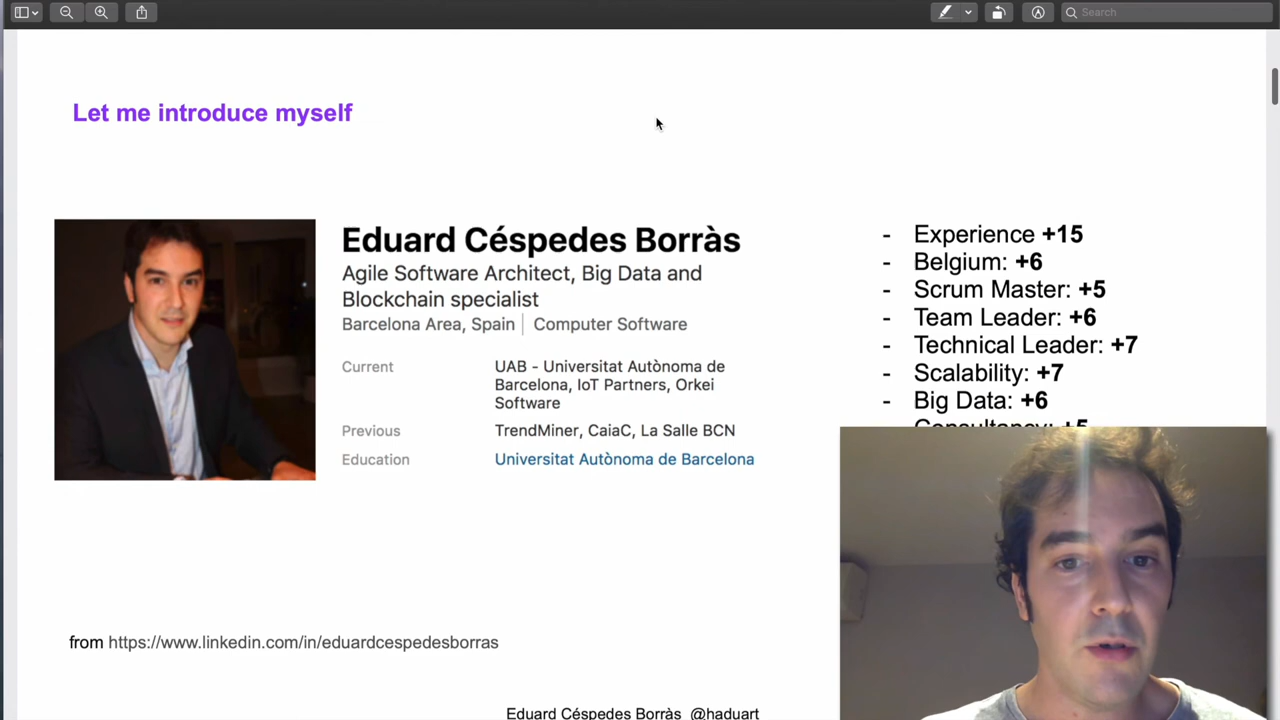 Search
Let me introduce myself
Eduard Céspedes Borràs
Agile Software Architect, Big Data and
Blockchain specialist
Barcelona Area, Spain | Computer Software
Current UAB - Universitat Autònoma de
Barcelona, IoT Partners, Orkei
Software
Previous TrendMiner, CaiaC, La Salle BCN
Education Universitat Autònoma de Barcelona
- Experience +15
- Belgium: +6
- Scrum Master: +5
- Team Leader: +6
- Technical Leader: +7
- Scalability: +7
- Big Data: +6
Consultancy: +5
from https://www.linkedin.com/in/eduardcespedesborras
Eduard Céspedes Borràs @haduart